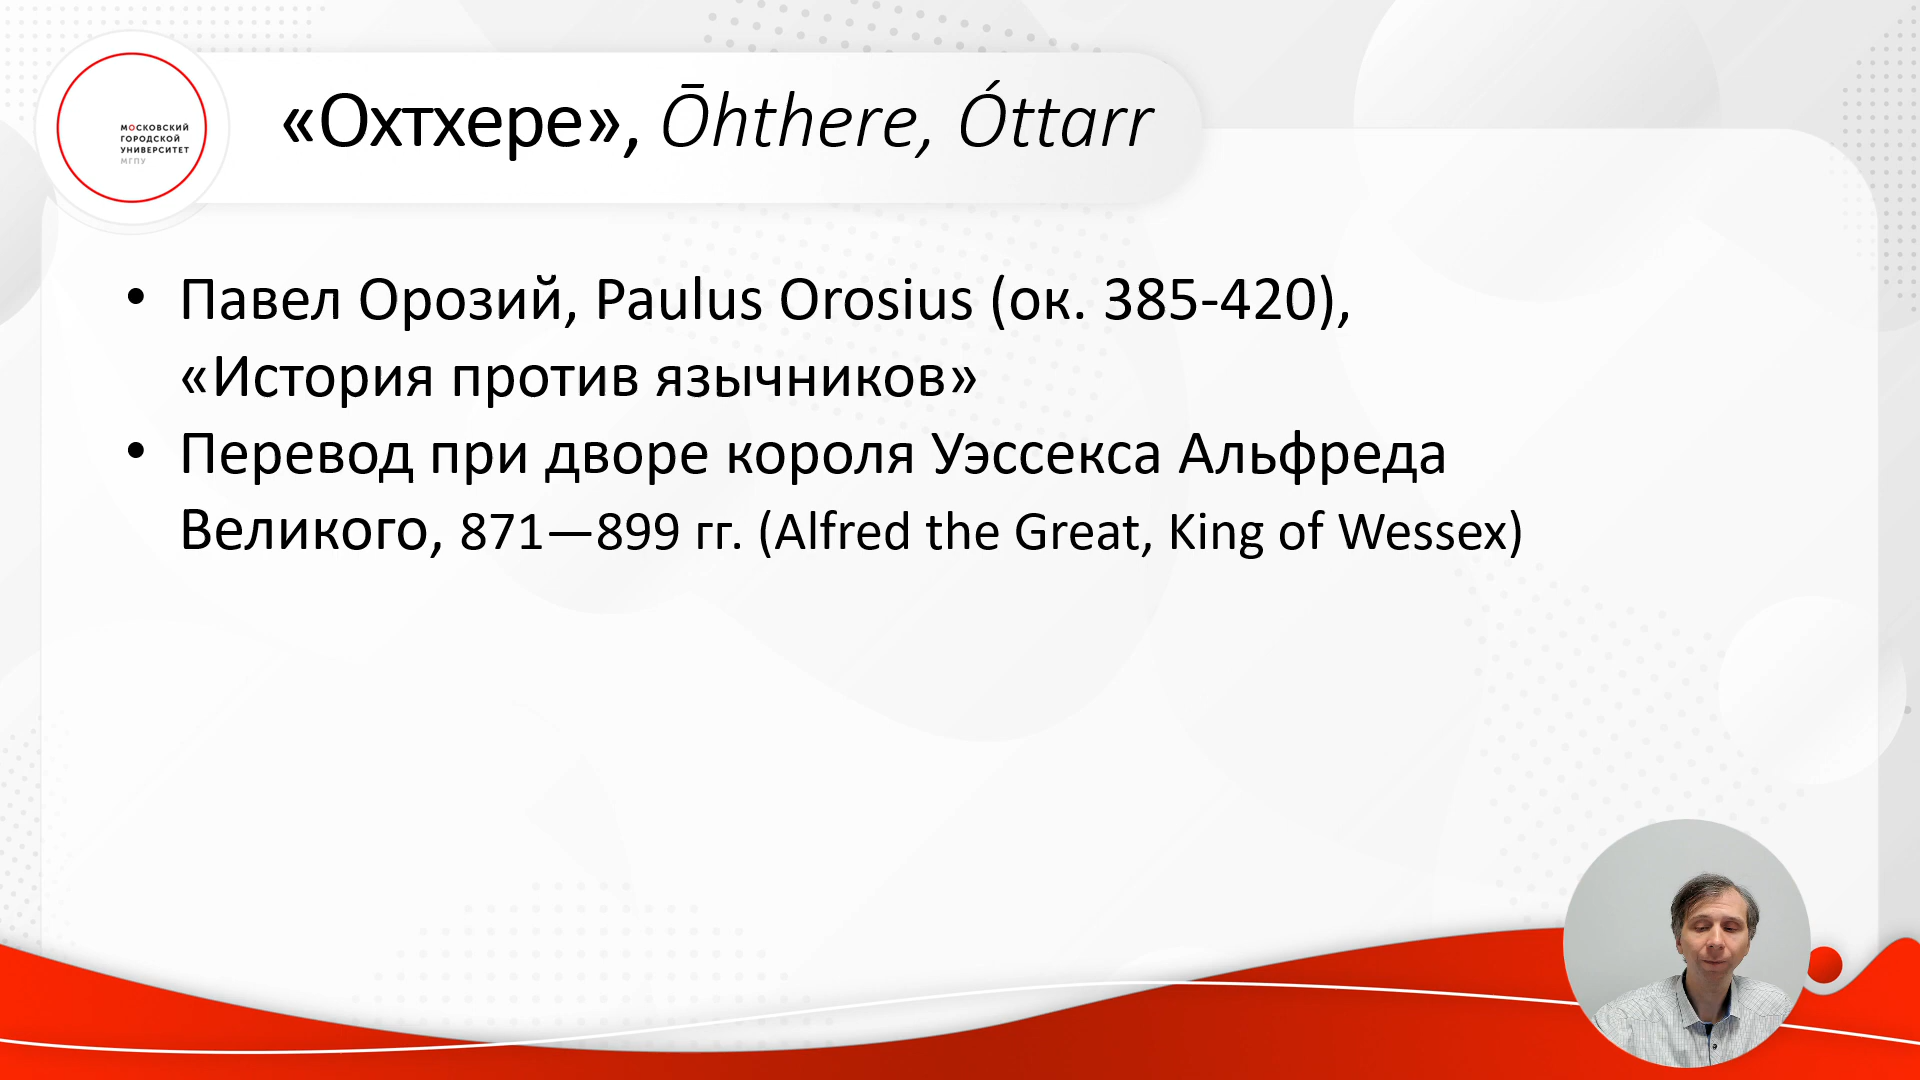 МОСКОВСКИЙ
ГОРОДСКОЙ
УНИВЕРСИТЕТ
МГПУ
«Охтхере», Ōhthere, Óttarr
• Павел Орозий, Paulus Orosius (ок. 385-420),
«История против язычников»
• Перевод при дворе короля Уэссекса Альфреда
Великого, 871—899 гг. (Alfred the Great, King of Wessex)